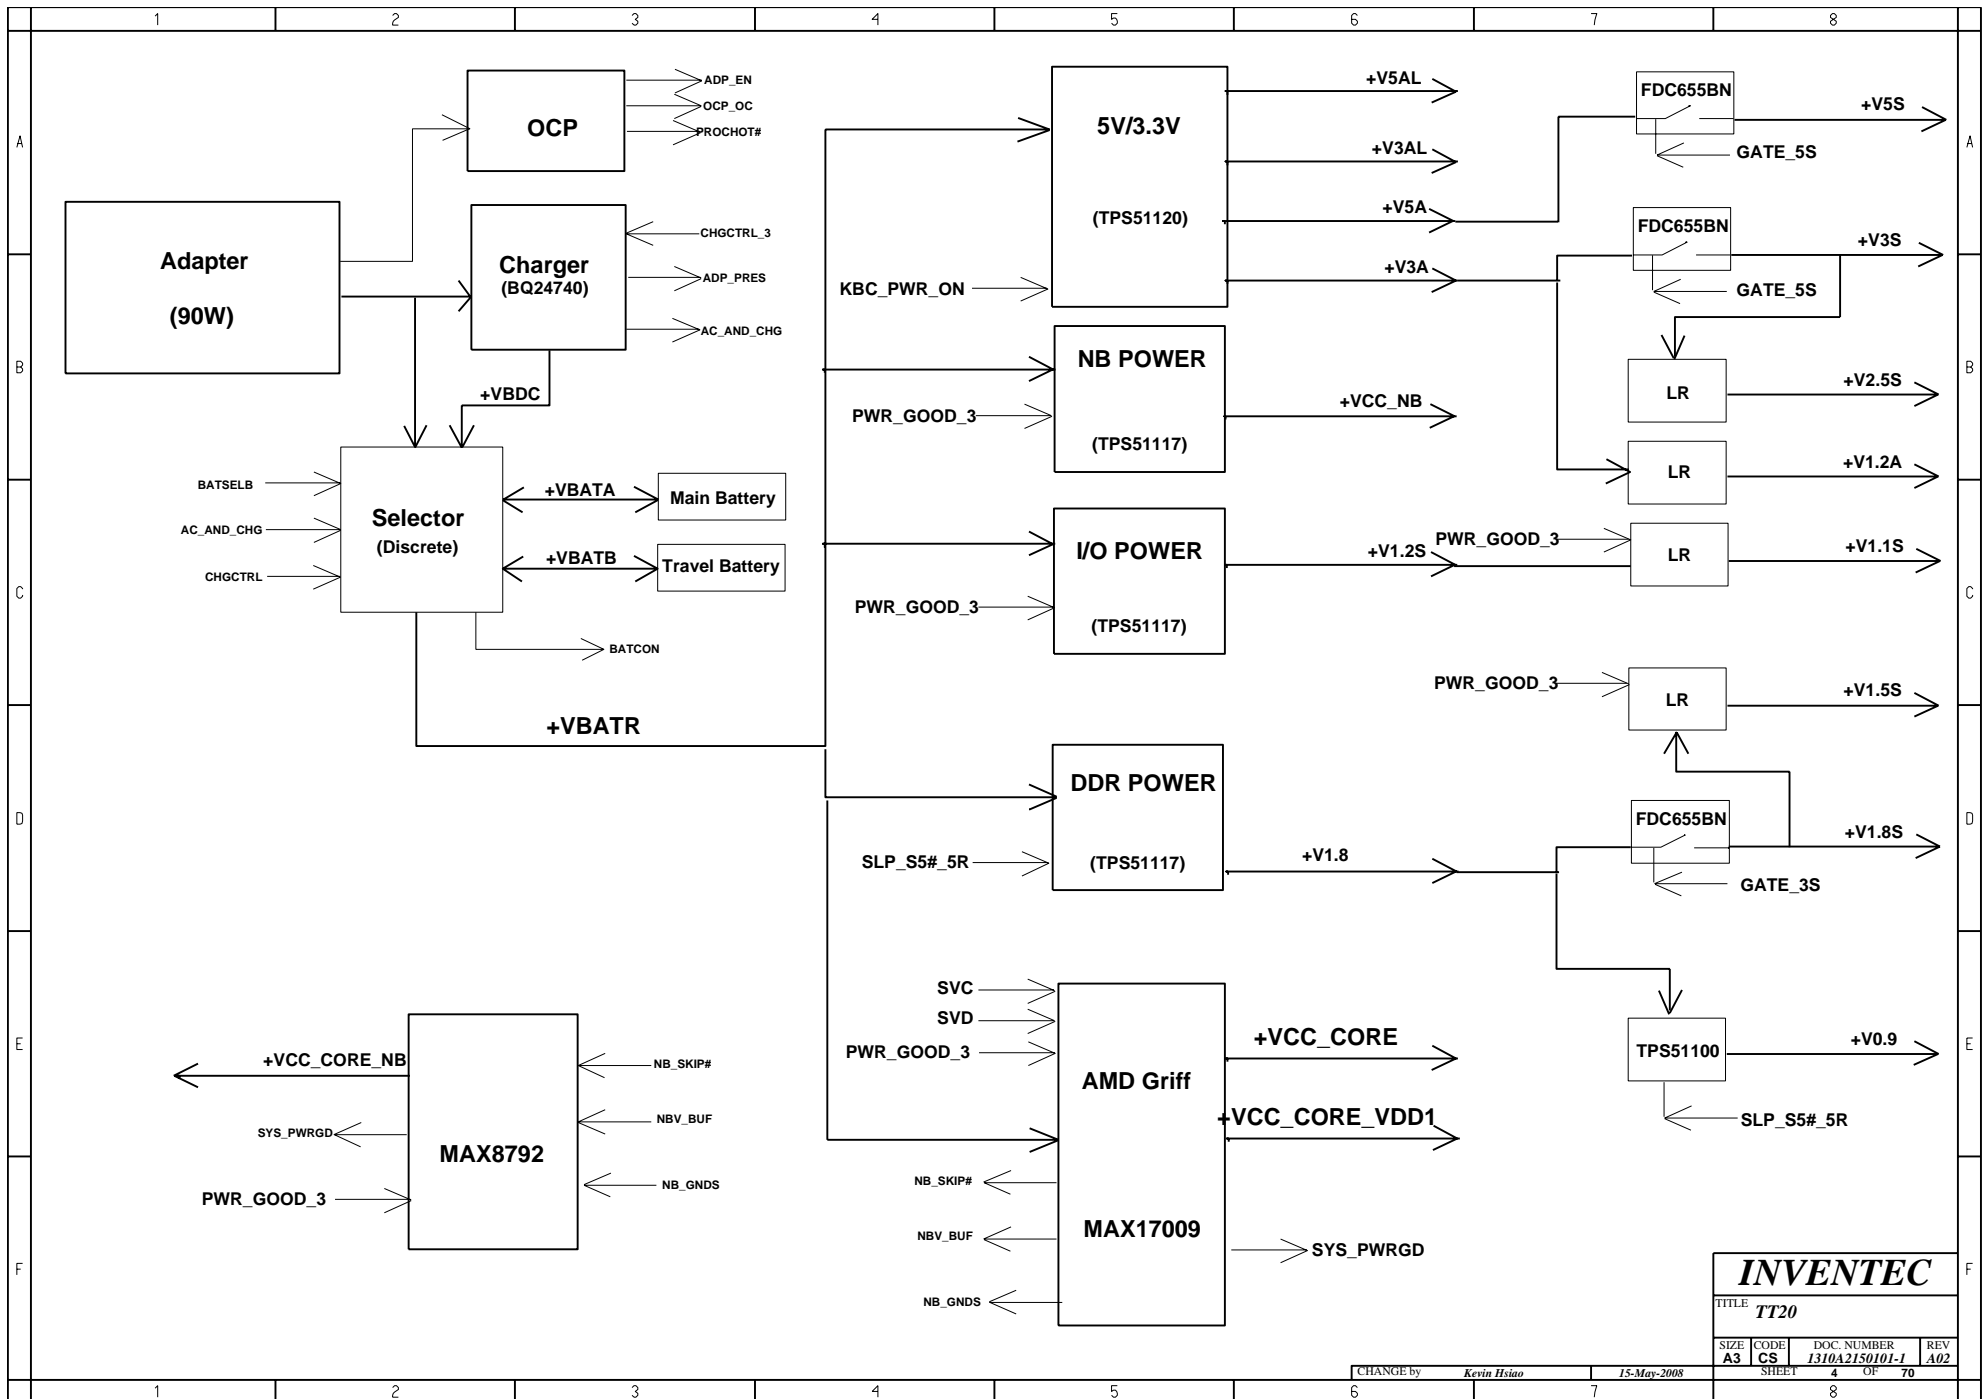 1 2 3 4 5 6 7 8
A
B
C
D
E
F
A
B
C
D
E
F
OCP
ADP_EN
OCP_OC
PROCHOT#
Adapter
(90W)
Charger
(BQ24740)
CHGCTRL_3
ADP_PRES
AC_AND_CHG
+VBDC
BATSELB
AC_AND_CHG
CHGCTRL
Selector
(Discrete)
+VBATA
Main Battery
+VBATB
Travel Battery
BATCON
+VBATR
5V/3.3V
(TPS51120)
KBC_PWR_ON
+V5AL
+V3AL
+V5A
+V3A
FDC655BN
+V5S
GATE_5S
FDC655BN
+V3S
GATE_5S
NB POWER
(TPS51117)
PWR_GOOD_3
+VCC_NB
LR
+V2.5S
LR
+V1.2A
I/O POWER
(TPS51117)
PWR_GOOD_3
+V1.2S
PWR_GOOD_3
LR
+V1.1S
PWR_GOOD_3
LR
+V1.5S
DDR POWER
(TPS51117)
SLP_S5#_5R
+V1.8
FDC655BN
+V1.8S
GATE_3S
TPS51100
+V0.9
SLP_S5#_5R
SVC
SVD
PWR_GOOD_3
AMD Griff
MAX17009
+VCC_CORE
+VCC_CORE_VDD1
NB_SKIP#
NBV_BUF
NB_GNDS
SYS_PWRGD
+VCC_CORE_NB
SYS_PWRGD
PWR_GOOD_3
MAX8792
NB_SKIP#
NBV_BUF
NB_GNDS
INVENTEC
TITLE TT20
SIZE CODE DOC. NUMBER REV
A3 CS 1310A2150101-1 A02
CHANGE by Kevin Hsiao 15-May-2008 SHEET 4 OF 70
1 2 3 4 5 6 7 8